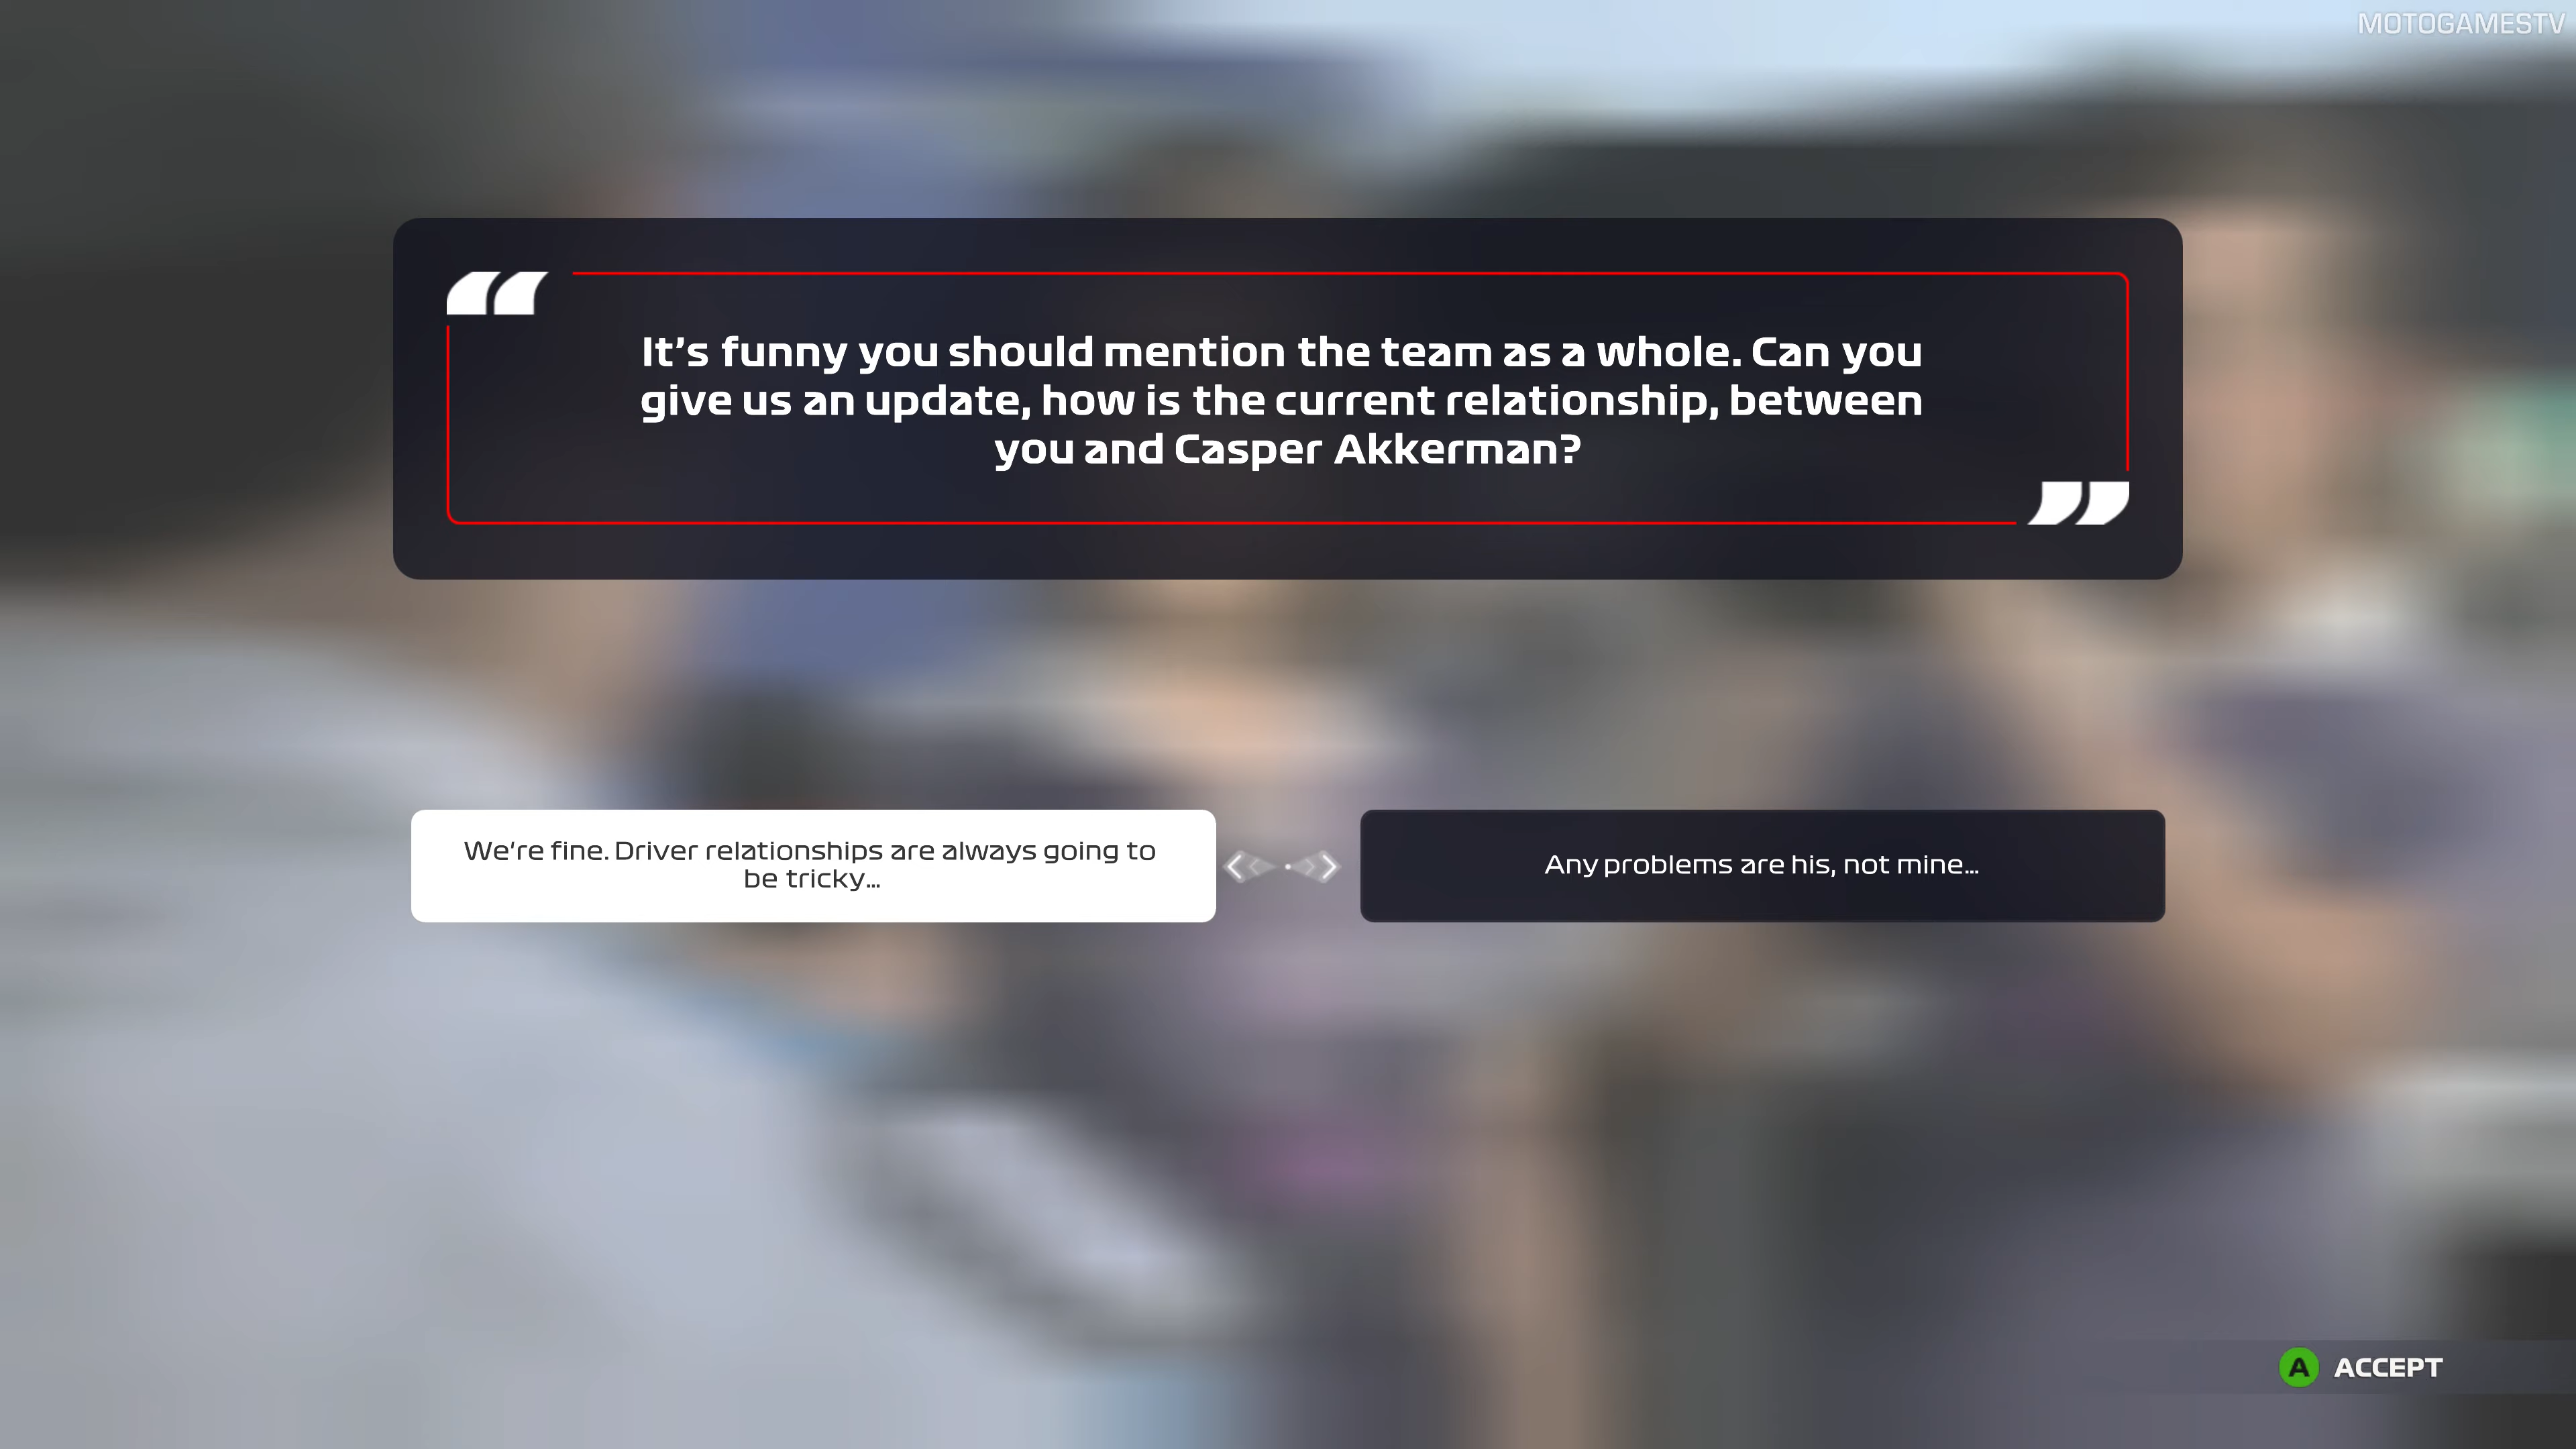 MOTOGAMESTV
It's funny you should mention the team as a whole. Can you
give us an update, how is the current relationship, between
you and Casper Akkerman?
We're fine. Driver relationships are always going to
be tricky...
Any problems are his, not mine...
A ACCEPT